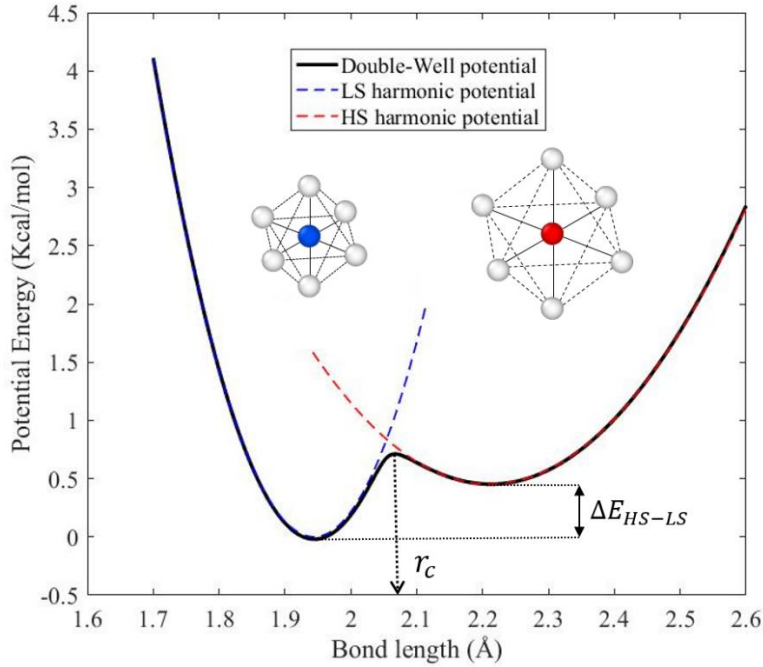 4.5
4
3.5
3
2.5
2
1.5
1
0.5
0
-0.5
Potential Energy (Kcal/mol)
Double-Well potential
LS harmonic potential
HS harmonic potential
ΔE_{HS-LS}
r_c
1.6 1.7 1.8 1.9 2 2.1 2.2 2.3 2.4 2.5 2.6
Bond length (Å)